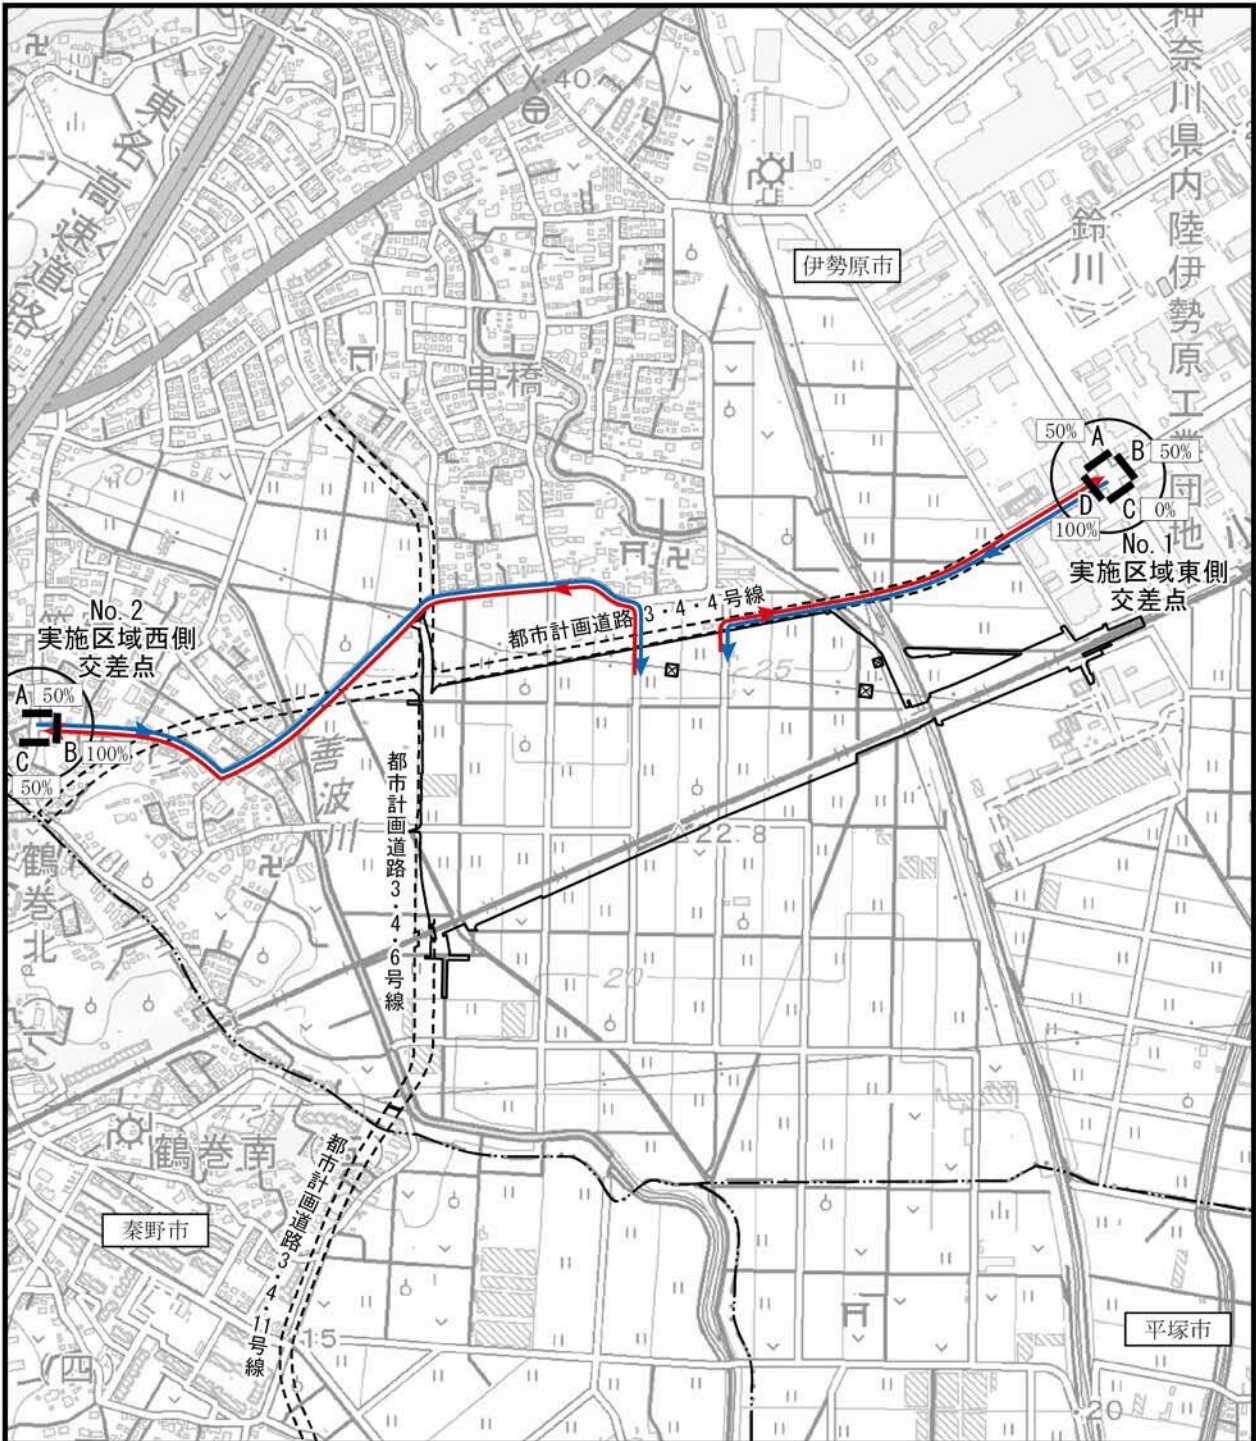 東名高速道路
40
神奈川県内陸伊勢原工業団地
鈴川
伊勢原市
串橋
30
50%
A
B
50%
D
C
0%
100%
No.1
実施区域東側
交差点
小
都市計画道路 3・4・4号線
No.2
実施区域西側
交差点
A
50%
B
100%
C
50%
25
善波川
都市計画道路3・4・6号線
22.8
鶴巻北
(二)
20
鶴巻南
都市計画道路3・4・11号線
秦野市
15
(四)
平塚市
20